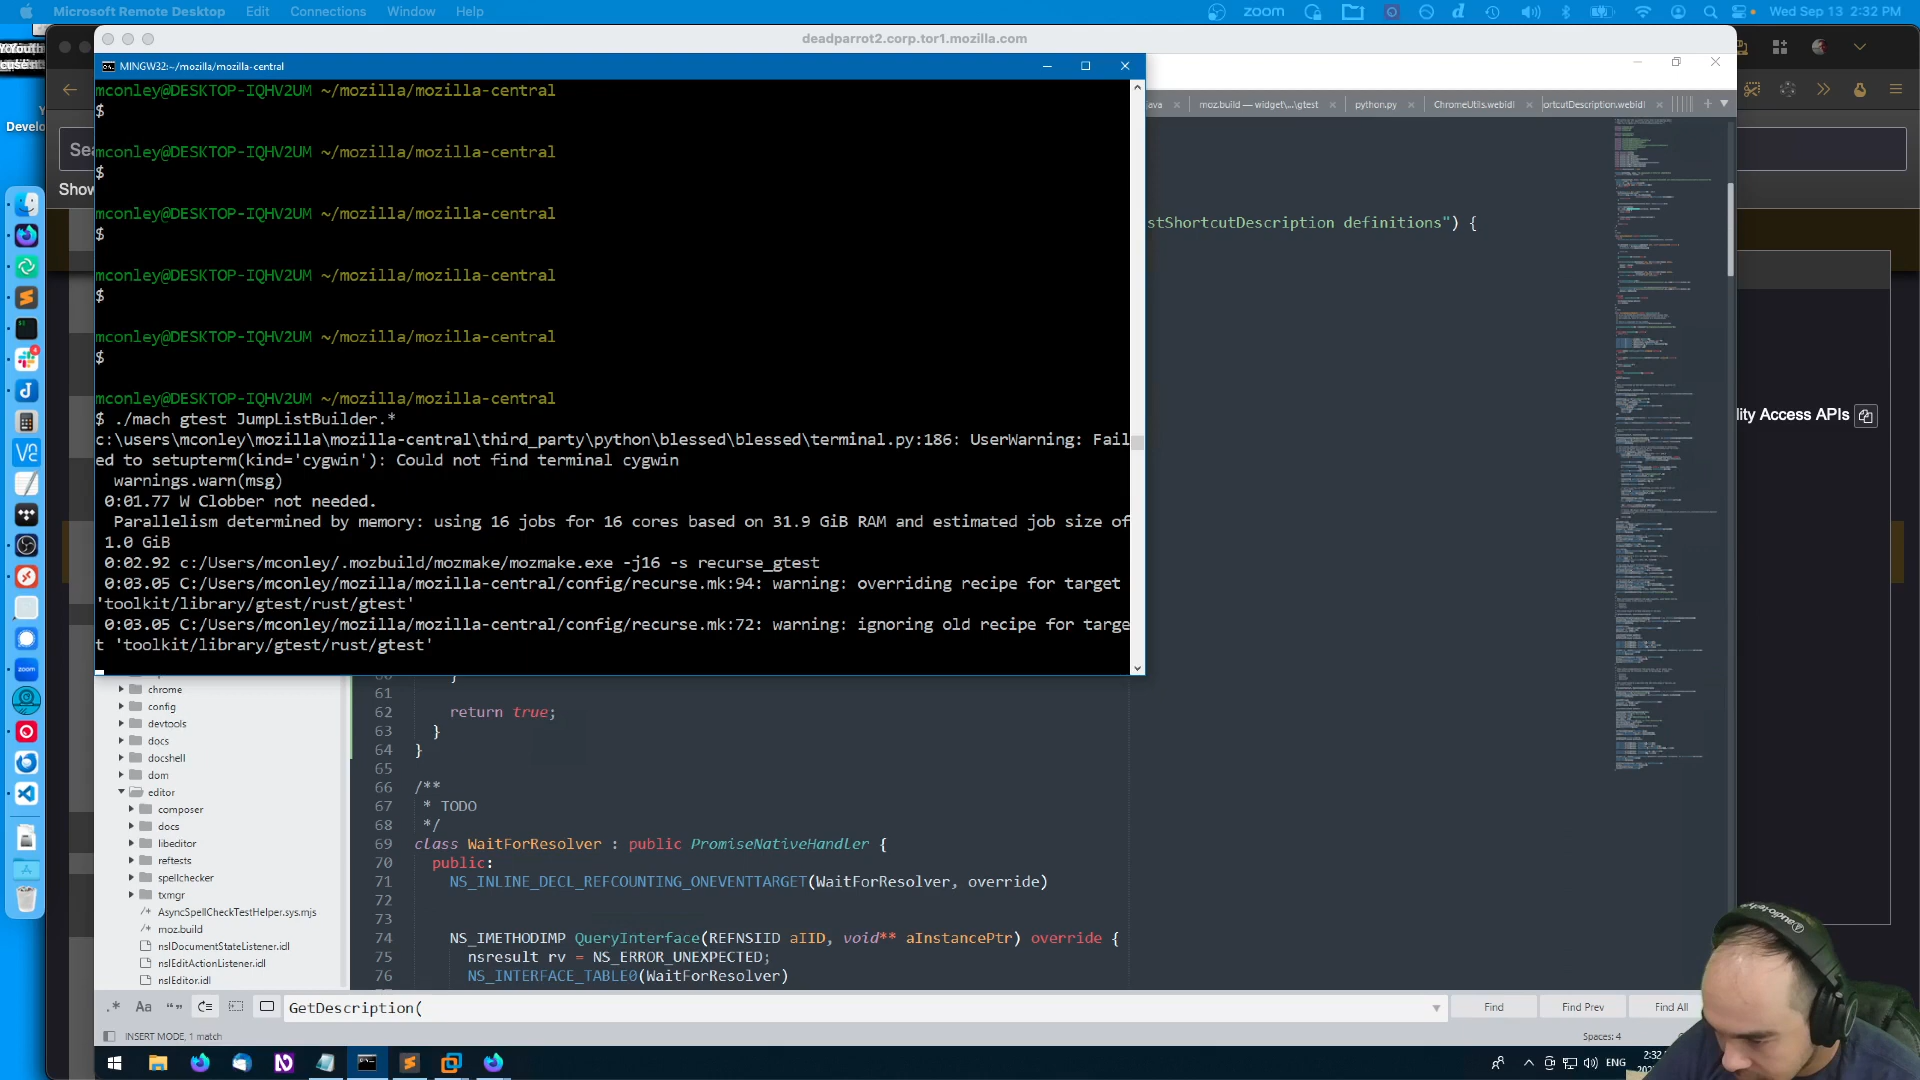 Microsoft Remote Desktop Edit Connections Window Help
zoom
Wed Sep 13 2:32 PM
deadparrot2.corp.tor1.mozilla.com
MINGW32:~/mozilla/mozilla-central
mconley@DESKTOP-IQHV2UM ~/mozilla/mozilla-central
$
mconley@DESKTOP-IQHV2UM ~/mozilla/mozilla-central
$
mconley@DESKTOP-IQHV2UM ~/mozilla/mozilla-central
$
mconley@DESKTOP-IQHV2UM ~/mozilla/mozilla-central
$
mconley@DESKTOP-IQHV2UM ~/mozilla/mozilla-central
$
mconley@DESKTOP-IQHV2UM ~/mozilla/mozilla-central
$ ./mach gtest JumpListBuilder.*
c:\users\mconley\mozilla\mozilla-central\third_party\python\blessed\blessed\terminal.py:186: UserWarning: Fail
ed to setupterm(kind='cygwin'): Could not find terminal cygwin
warnings.warn(msg)
0:01.77 W Clobber not needed.
Parallelism determined by memory: using 16 jobs for 16 cores based on 31.9 GiB RAM and estimated job size of
1.0 GiB
0:02.92 c:/Users/mconley/.mozbuild/mozmake/mozmake.exe -j16 -s recurse_gtest
0:03.05 C:/Users/mconley/mozilla/mozilla-central/config/recurse.mk:94: warning: overriding recipe for target
'toolkit/library/gtest/rust/gtest'
0:03.05 C:/Users/mconley/mozilla/mozilla-central/config/recurse.mk:72: warning: ignoring old recipe for targe
t 'toolkit/library/gtest/rust/gtest'
ava
moz.build — widget\...\gtest
python.py
ChromeUtils.webidl
ortcutDescription.webidl
stShortcutDescription definitions") {
Develo
Sea
Show
lity Access APIs
chrome
config
devtools
docs
docshell
dom
editor
composer
docs
libeditor
reftests
spellchecker
txmgr
AsyncSpellCheckTestHelper.sys.mjs
moz.build
nsIDocumentStateListener.idl
nsIEditActionListener.idl
nsIEditor.idl
60 }
61
62 return true;
63 }
64 }
65
66 /**
67 * TODO
68 */
69 class WaitForResolver : public PromiseNativeHandler {
70 public:
71 NS_INLINE_DECL_REFCOUNTING_ONEVENTTARGET(WaitForResolver, override)
72
73
74 NS_IMETHODIMP QueryInterface(REFNSIID aIID, void** aInstancePtr) override {
75 nsresult rv = NS_ERROR_UNEXPECTED;
76 NS_INTERFACE_TABLE0(WaitForResolver)
.* Aa
GetDescription(
Find Find Prev Find All
INSERT MODE, 1 match
Spaces: 4
ENG
2:32